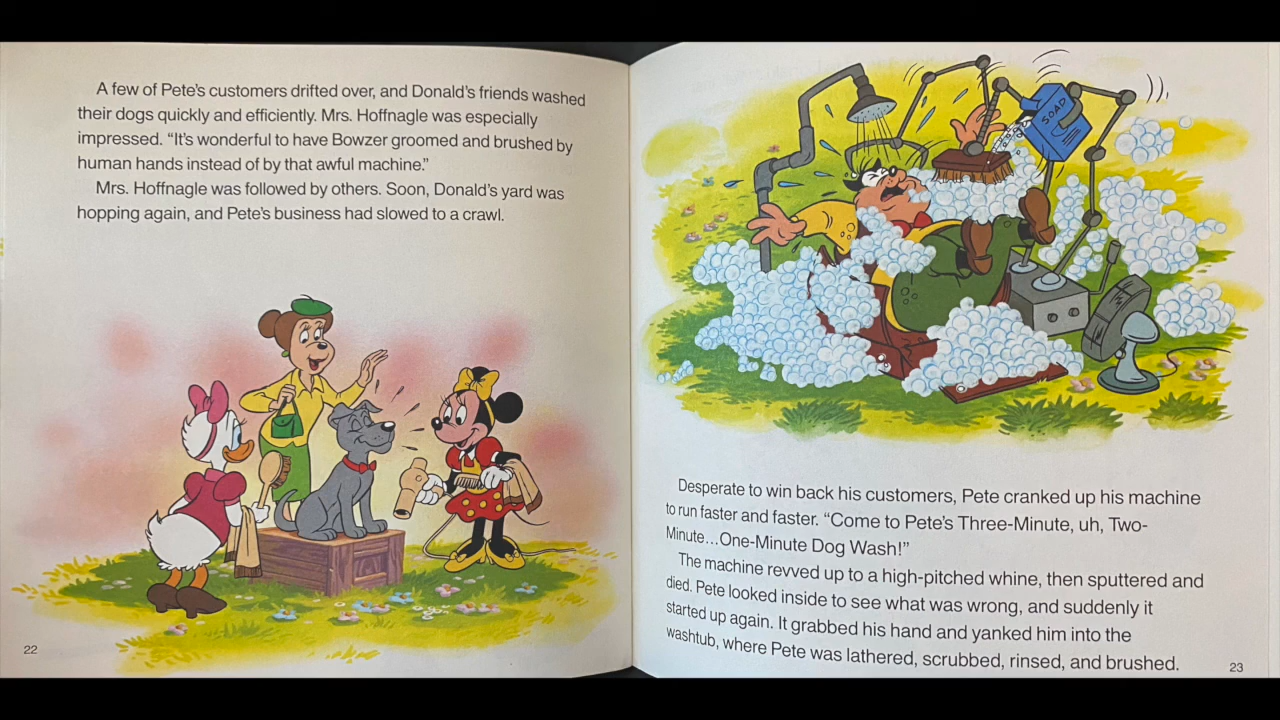 A few of Pete's customers drifted over, and Donald's friends washed
their dogs quickly and efficiently. Mrs. Hoffnagle was especially
impressed. “It's wonderful to have Bowzer groomed and brushed by
human hands instead of by that awful machine.”
Mrs. Hoffnagle was followed by others. Soon, Donald's yard was
hopping again, and Pete's business had slowed to a crawl.
22
SOAP
Desperate to win back his customers, Pete cranked up his machine
to run faster and faster. “Come to Pete's Three-Minute, uh, Two-
Minute...One-Minute Dog Wash!”
The machine revved up to a high-pitched whine, then sputtered and
died. Pete looked inside to see what was wrong, and suddenly it
started up again. It grabbed his hand and yanked him into the
washtub, where Pete was lathered, scrubbed, rinsed, and brushed.
23